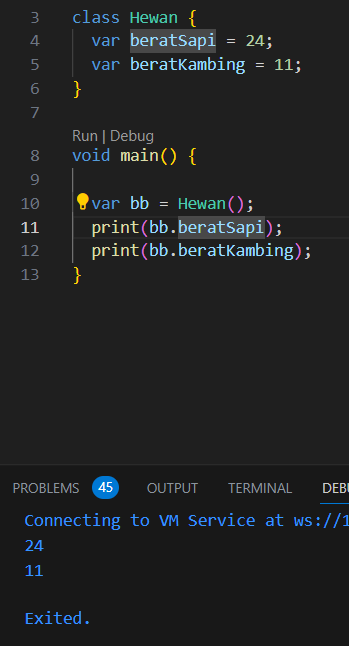 3 class Hewan {
4 var beratSapi = 24;
5 var beratKambing = 11;
6 }
7
Run | Debug
8 void main() {
9
10 var bb = Hewan();
11 print(bb.beratSapi);
12 print(bb.beratKambing);
13 }
PROBLEMS 45 OUTPUT TERMINAL DEB
Connecting to VM Service at ws://1
24
11
Exited.